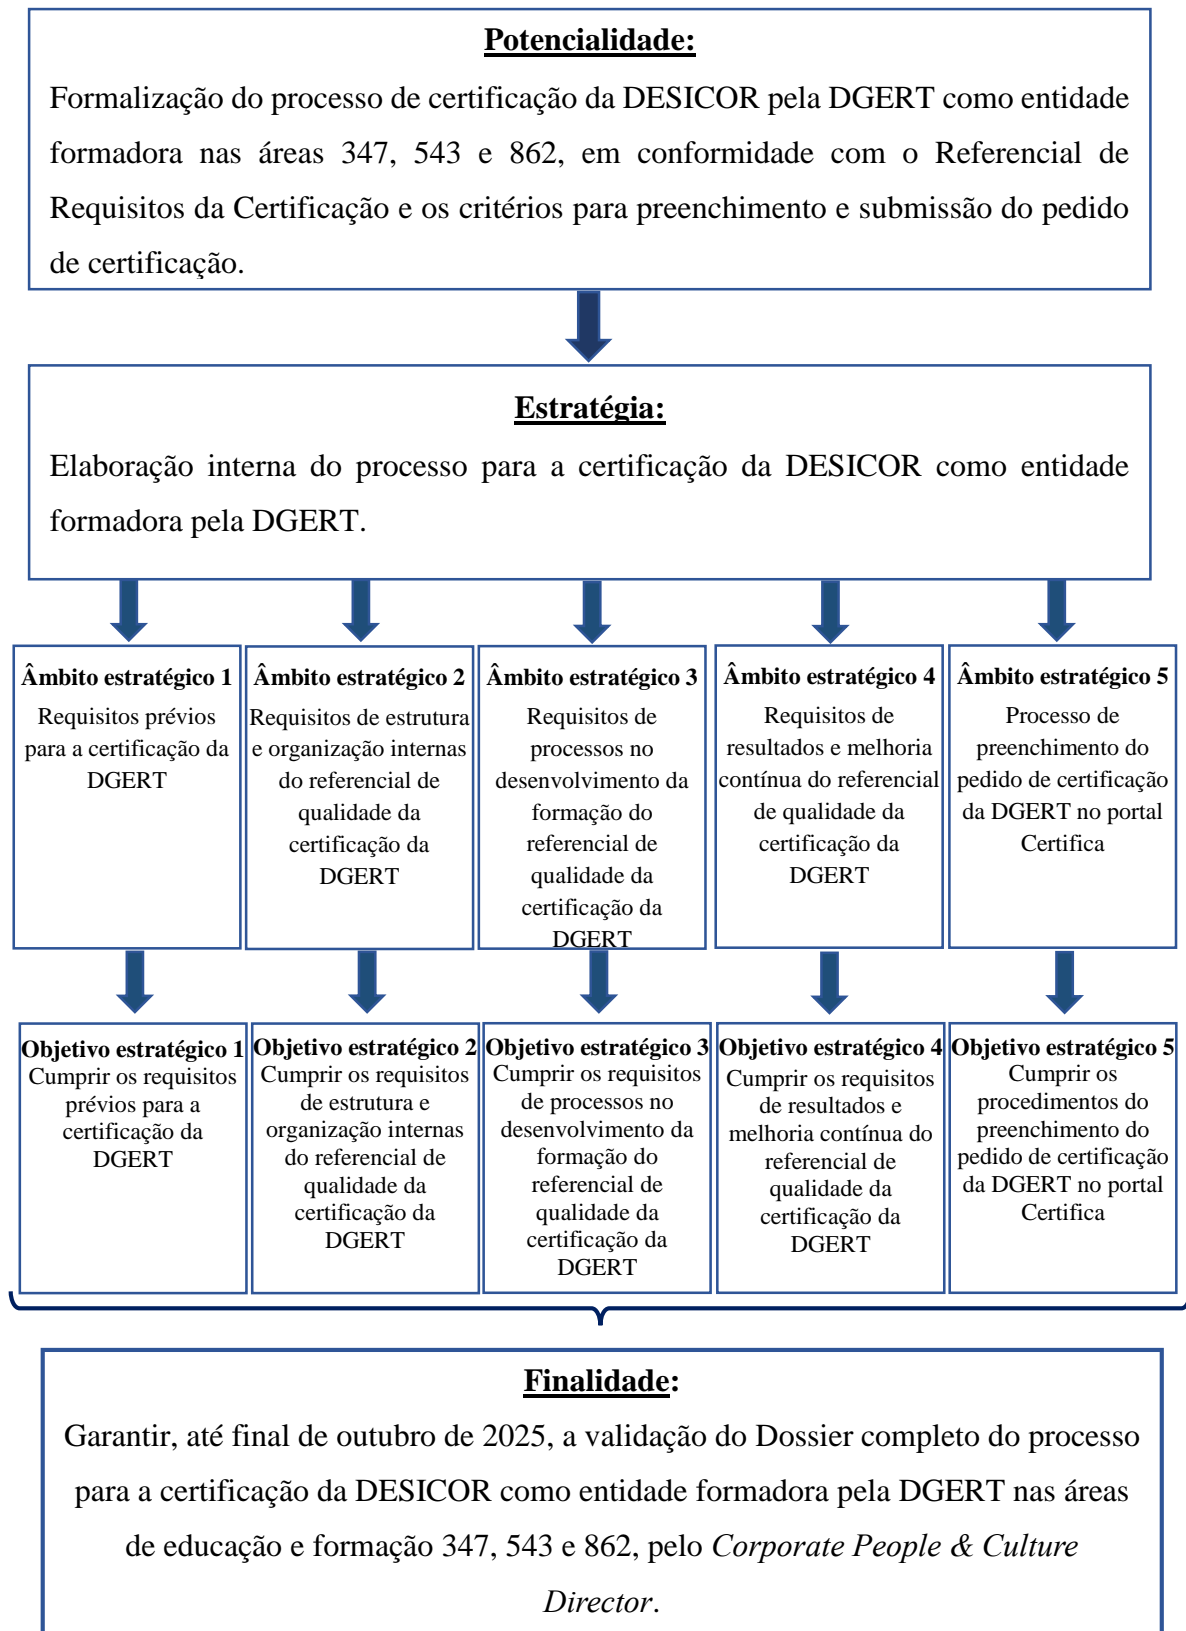 Potencialidade:
Formalização do processo de certificação da DESICOR pela DGERT como entidade
formadora nas áreas 347, 543 e 862, em conformidade com o Referencial de
Requisitos da Certificação e os critérios para preenchimento e submissão do pedido
de certificação.
Estratégia:
Elaboração interna do processo para a certificação da DESICOR como entidade
formadora pela DGERT.
Âmbito estratégico 1
Requisitos prévios
para a certificação da
DGERT
Âmbito estratégico 2
Requisitos de estrutura
e organização internas
do referencial de
qualidade da
certificação da
DGERT
Âmbito estratégico 3
Requisitos de
processos no
desenvolvimento da
formação do
referencial de
qualidade da
certificação da
DGERT
Âmbito estratégico 4
Requisitos de
resultados e melhoria
contínua do referencial
de qualidade da
certificação da
DGERT
Âmbito estratégico 5
Processo de
preenchimento do
pedido de certificação
da DGERT no portal
Certifica
Objetivo estratégico 1
Cumprir os requisitos
prévios para a
certificação da
DGERT
Objetivo estratégico 2
Cumprir os requisitos
de estrutura e
organização internas
do referencial de
qualidade da
certificação da
DGERT
Objetivo estratégico 3
Cumprir os requisitos
de processos no
desenvolvimento da
formação do
referencial de
qualidade da
certificação da
DGERT
Objetivo estratégico 4
Cumprir os requisitos
de resultados e
melhoria contínua do
referencial de
qualidade da
certificação da
DGERT
Objetivo estratégico 5
Cumprir os
procedimentos do
preenchimento do
pedido de certificação
da DGERT no portal
Certifica
Finalidade:
Garantir, até final de outubro de 2025, a validação do Dossier completo do processo
para a certificação da DESICOR como entidade formadora pela DGERT nas áreas
de educação e formação 347, 543 e 862, pelo Corporate People & Culture
Director.